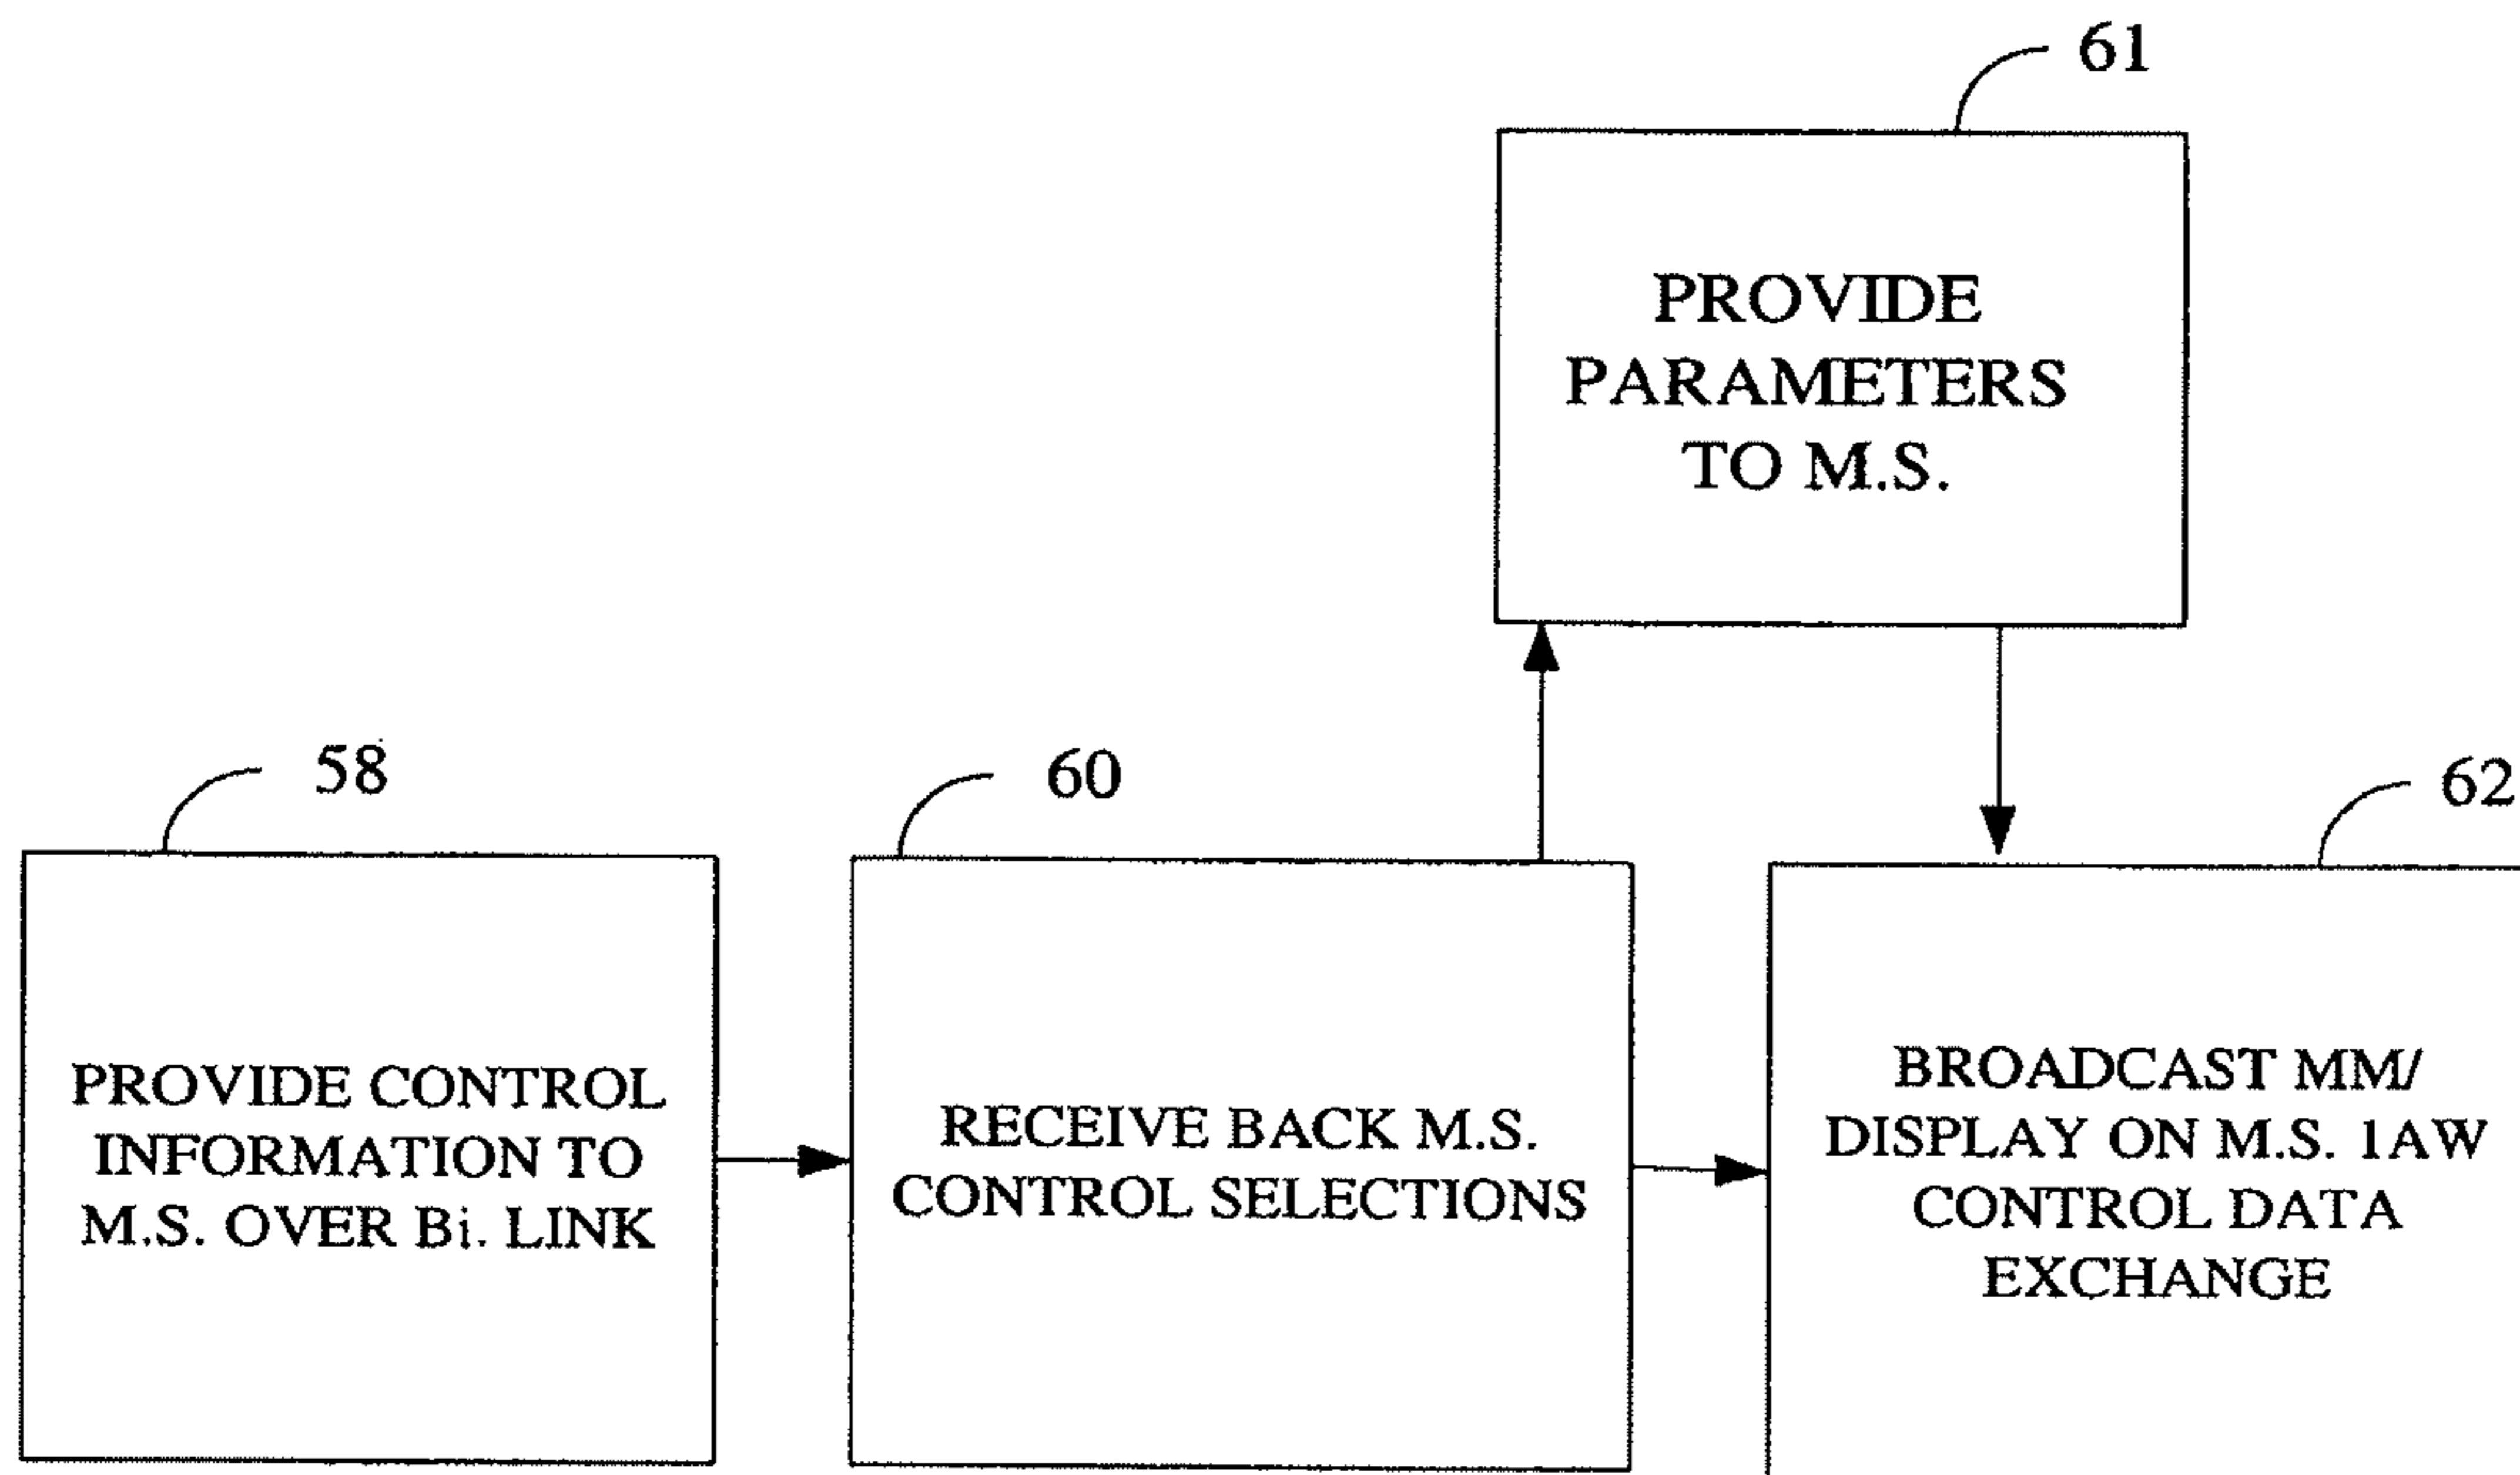 61
PROVIDE
PARAMETERS
TO M.S.
58
60
62
PROVIDE CONTROL
INFORMATION TO
M.S. OVER Bi. LINK
RECEIVE BACK M.S.
CONTROL SELECTIONS
BROADCAST MM/
DISPLAY ON M.S. 1AW
CONTROL DATA
EXCHANGE